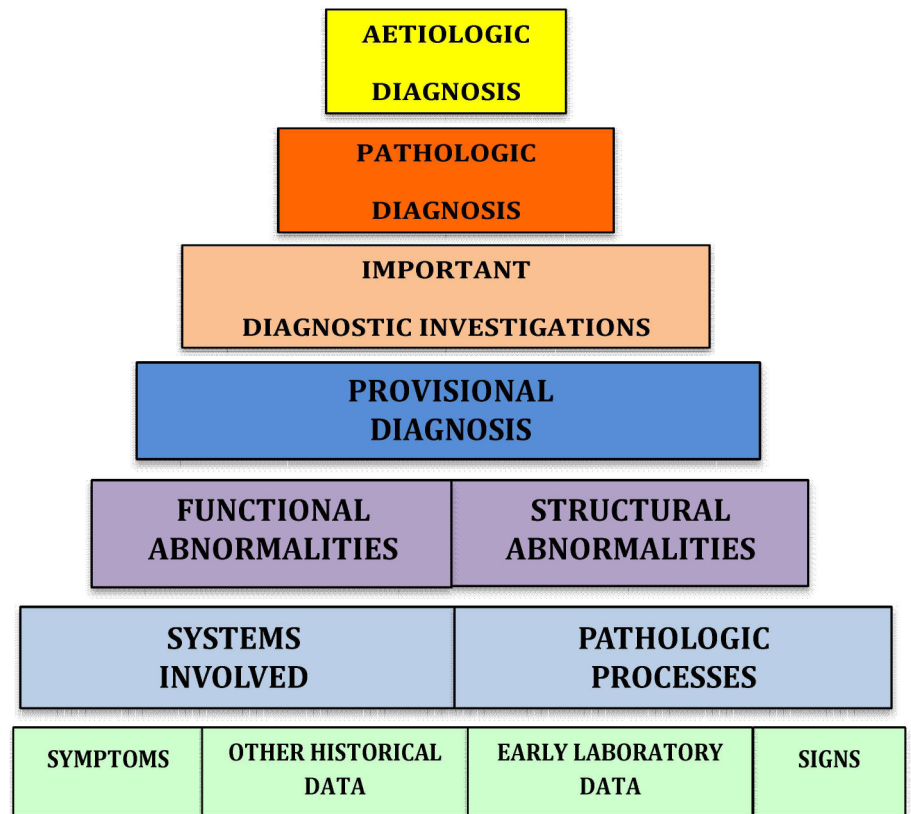 AETIOLOGIC
DIAGNOSIS
PATHOLOGIC
DIAGNOSIS
IMPORTANT
DIAGNOSTIC INVESTIGATIONS
PROVISIONAL
DIAGNOSIS
FUNCTIONAL
ABNORMALITIES
STRUCTURAL
ABNORMALITIES
SYSTEMS
INVOLVED
PATHOLOGIC
PROCESSES
SYMPTOMS
OTHER HISTORICAL
DATA
EARLY LABORATORY
DATA
SIGNS